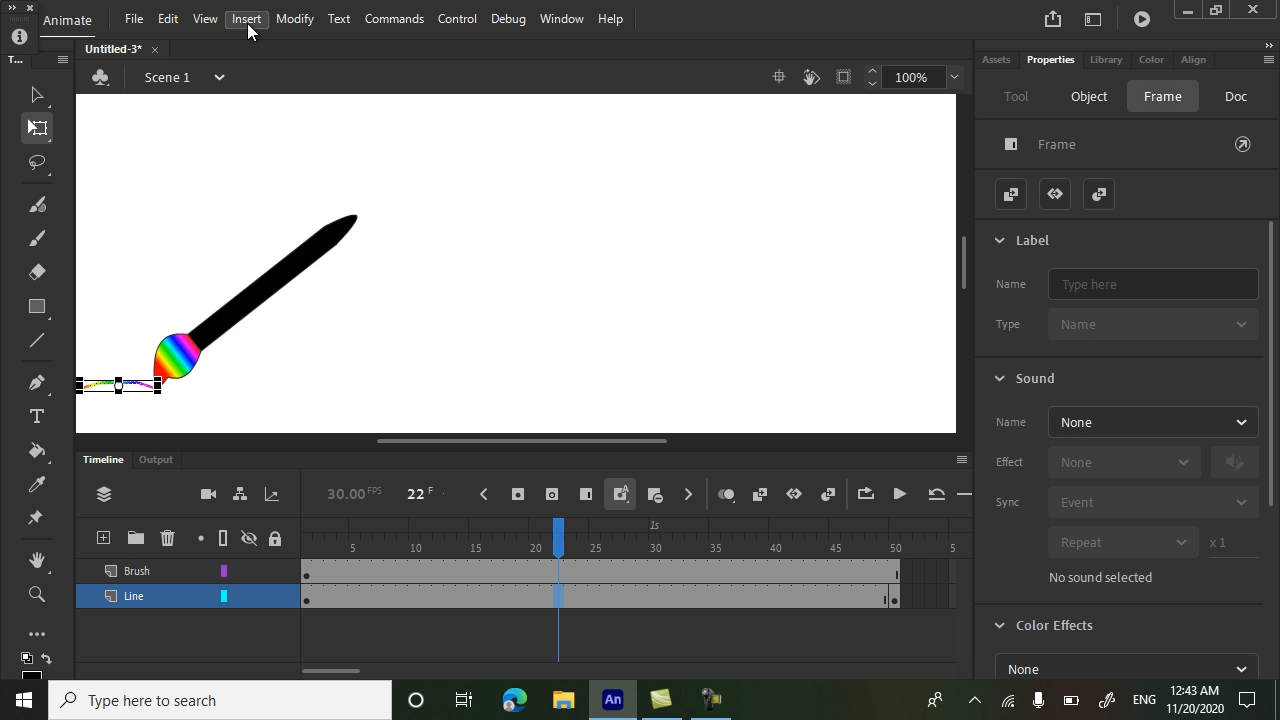 Animate File Edit View Insert Modify Text Commands Control Debug Window Help
T...
Untitled-3* ×
Scene 1 100%
Assets Properties Library Color Align
Tool Object Frame Doc
Frame
Label
Name Type here
Type Name
Sound
Name None
Effect None
Sync Event
Repeat x 1
No sound selected
Color Effects
None
Timeline Output
30.00 FPS 22 F
1s
5 10 15 20 25 30 35 40 45 50 5
Brush
Line
Type here to search
An
ENG
12:43 AM
11/20/2020